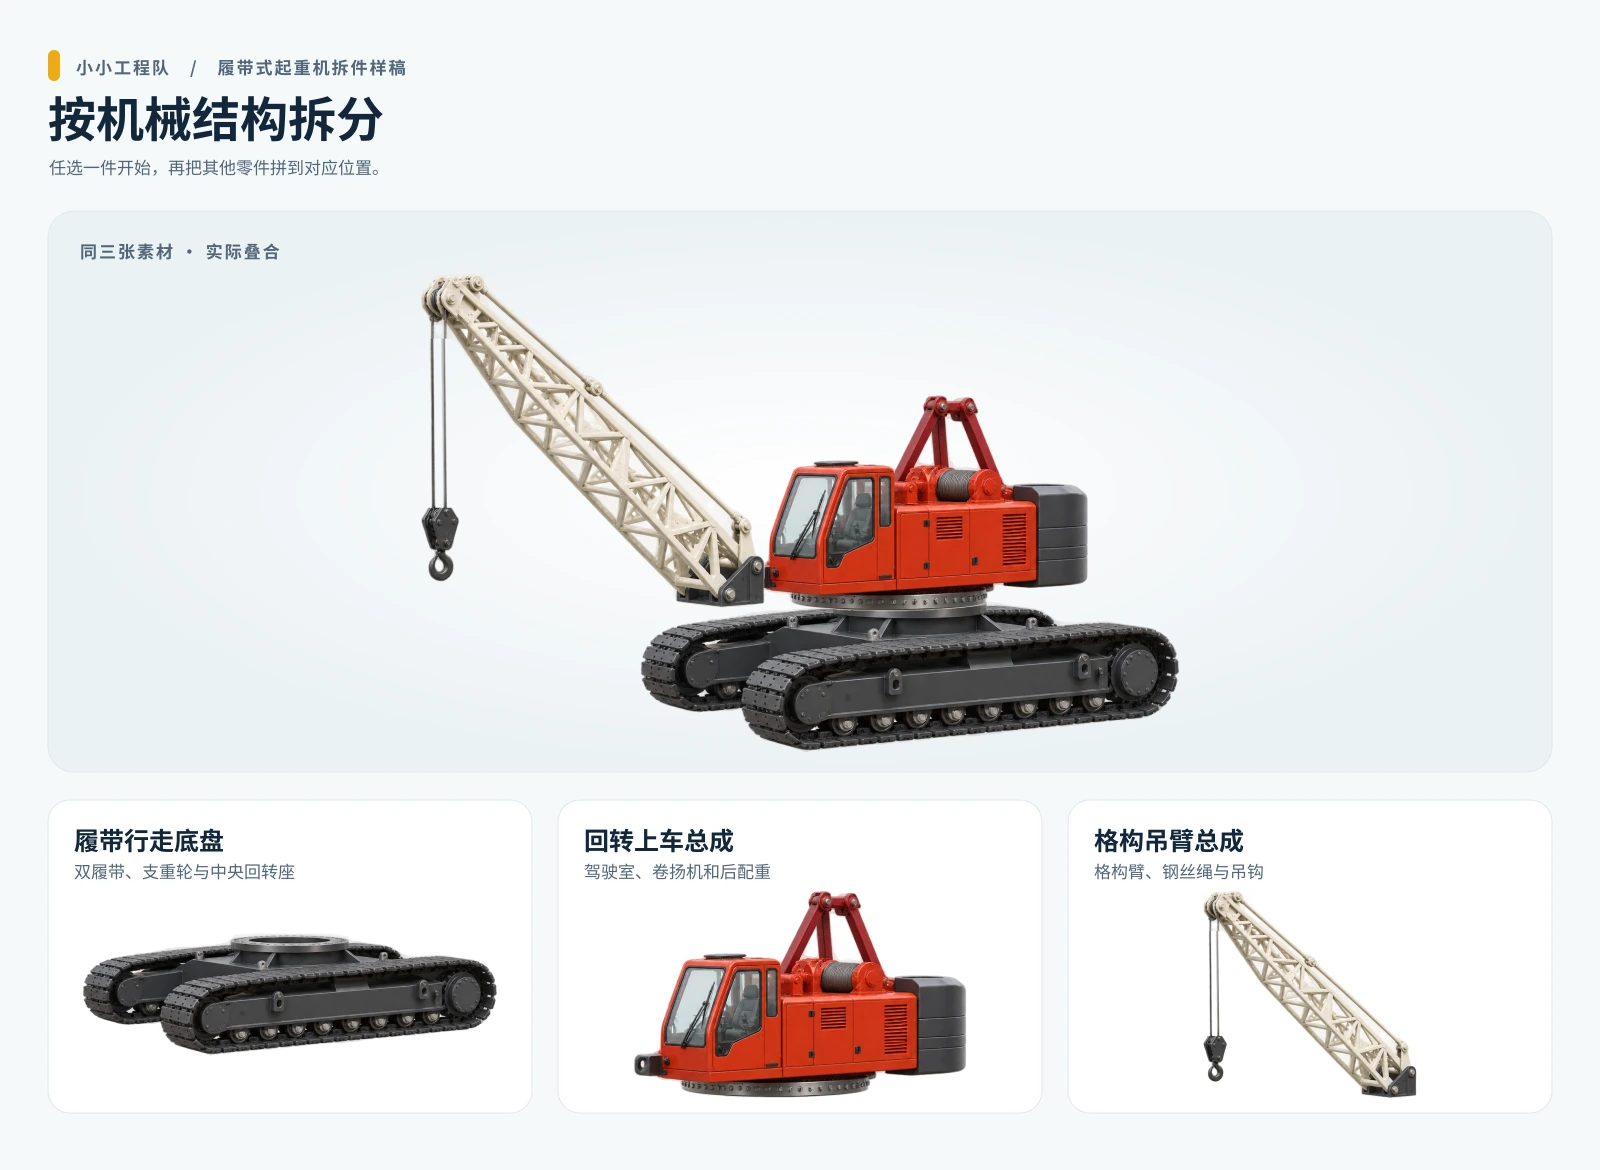 小小工程队 / 履带式起重机拆件样稿
按机械结构拆分
任选一件开始，再把其他零件拼到对应位置。
同三张素材 · 实际叠合
履带行走底盘
双履带、支重轮与中央回转座
回转上车总成
驾驶室、卷扬机和后配重
格构吊臂总成
格构臂、钢丝绳与吊钩